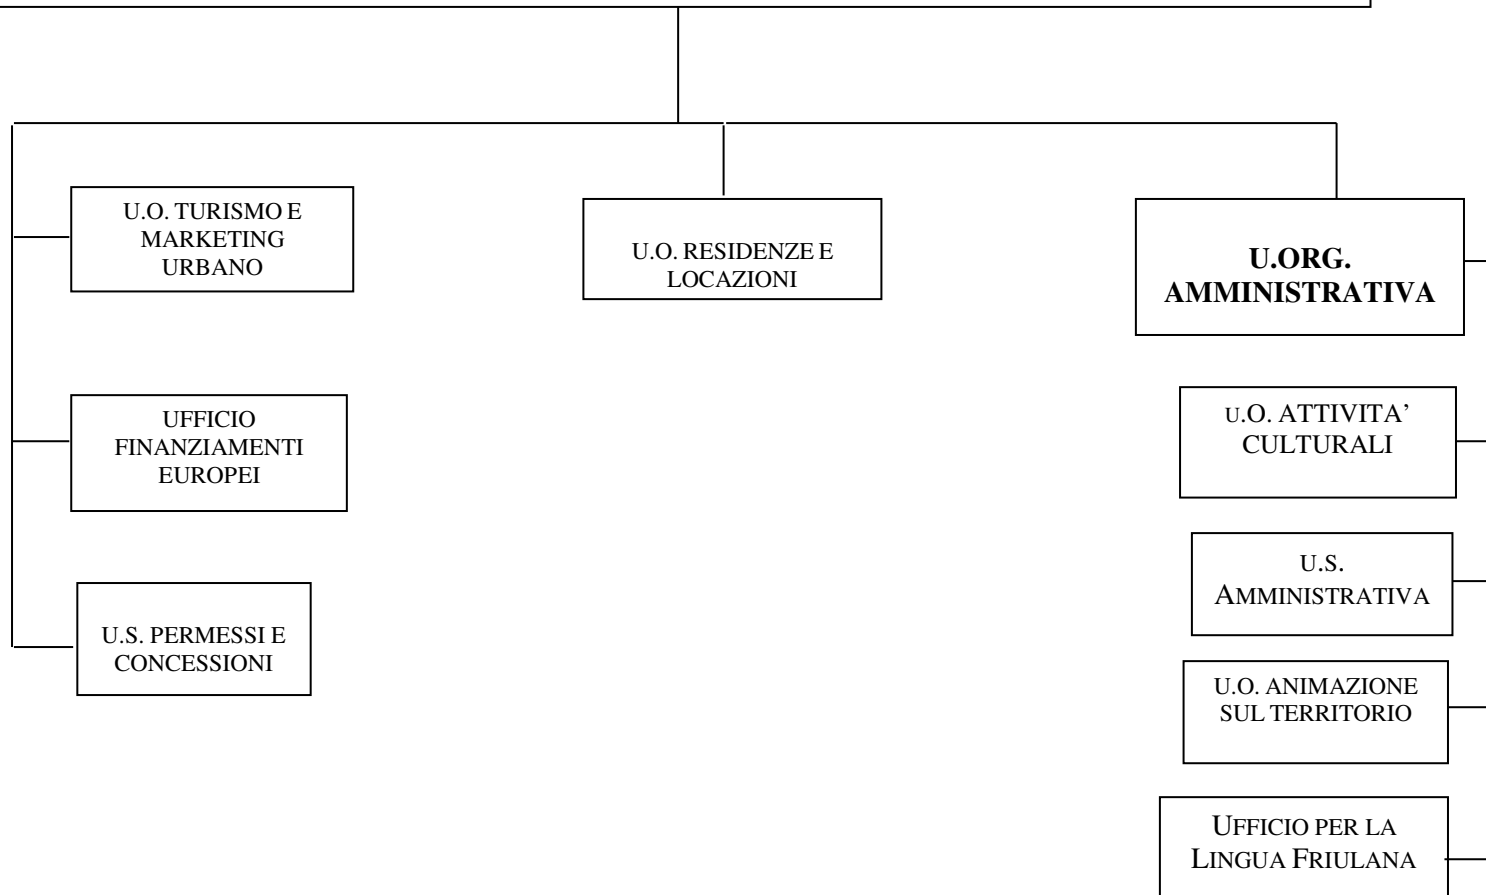 U.O. TURISMO E
MARKETING
URBANO
U.O. RESIDENZE E
LOCAZIONI
U.ORG.
AMMINISTRATIVA
UFFICIO
FINANZIAMENTI
EUROPEI
U.O. ATTIVITA’
CULTURALI
U.S.
AMMINISTRATIVA
U.S. PERMESSI E
CONCESSIONI
U.O. ANIMAZIONE
SUL TERRITORIO
UFFICIO PER LA
LINGUA FRIULANA